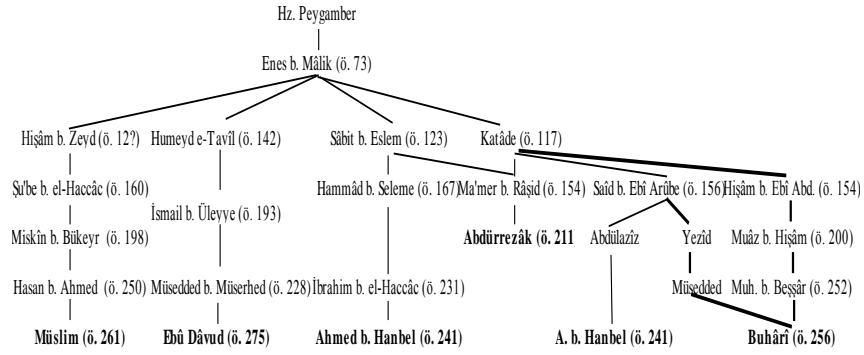 Hz. Peygamber
Enes b. Mâlik (ö. 73)
Hişâm b. Zeyd (ö. 12?) Humeyd e-Tavîl (ö. 142) Sâbit b. Eslem (ö. 123) Katâde (ö. 117)
Şu'be b. el-Haccâc (ö. 160) Hammâd b. Seleme (ö. 167) Ma'mer b. Râşid (ö. 154) Saîd b. Ebî Arûbe (ö. 156) Hişâm b. Ebî Abd. (ö. 154)
İsmail b. Üleyye (ö. 193)
Miskîn b. Bükeyr (ö. 198) Abdürrezâk (ö. 211 Abdülazîz Yezîd Muâz b. Hişâm (ö. 200)
Hasan b. Ahmed (ö. 250) Müsedded b. Müserhed (ö. 228) İbrahim b. el-Haccâc (ö. 231) Müsedded Muh. b. Beşşâr (ö. 252)
Müslim (ö. 261) Ebû Dâvud (ö. 275) Ahmed b. Hanbel (ö. 241) A. b. Hanbel (ö. 241) Buhârî (ö. 256)